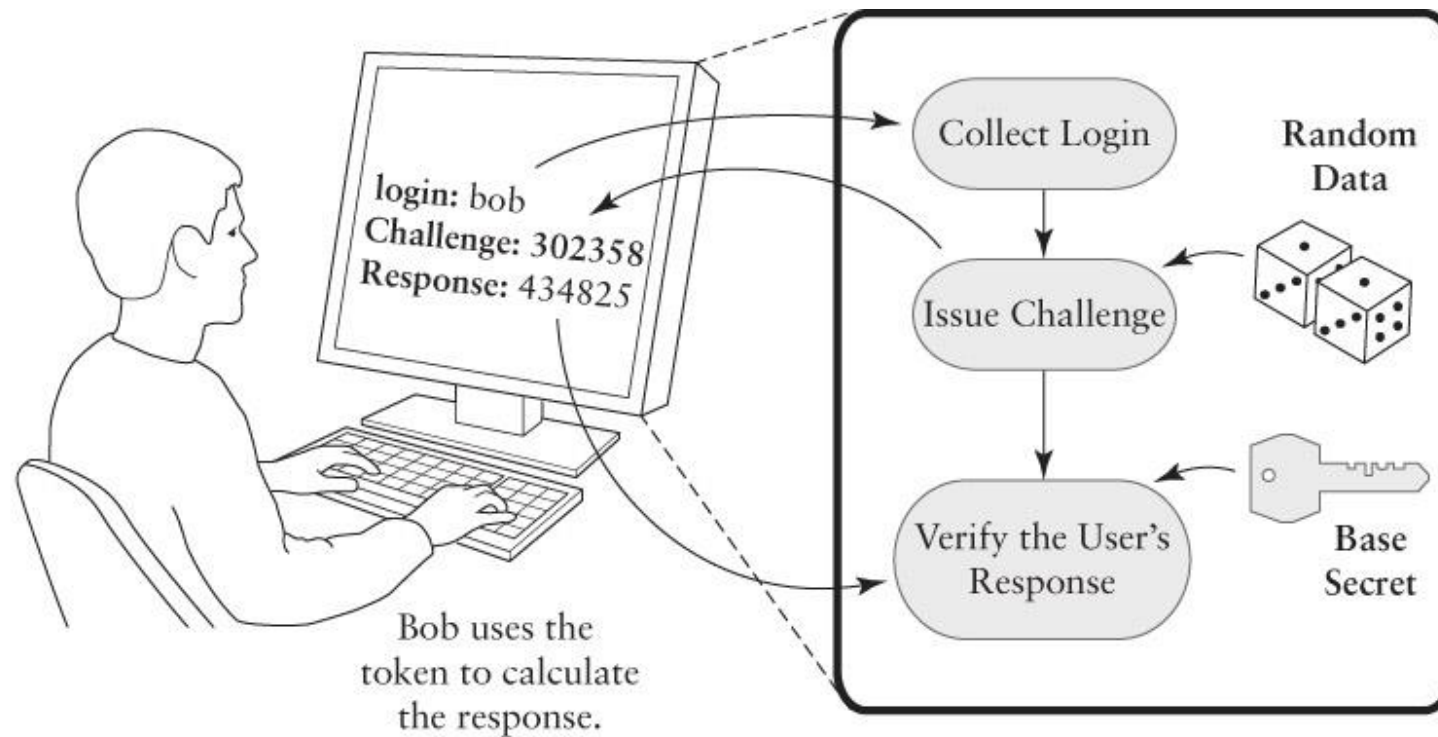 login: bob
Challenge: 302358
Response: 434825
Bob uses the
token to calculate
the response.
Collect Login
Issue Challenge
Verify the User's
Response
Random
Data
Base
Secret